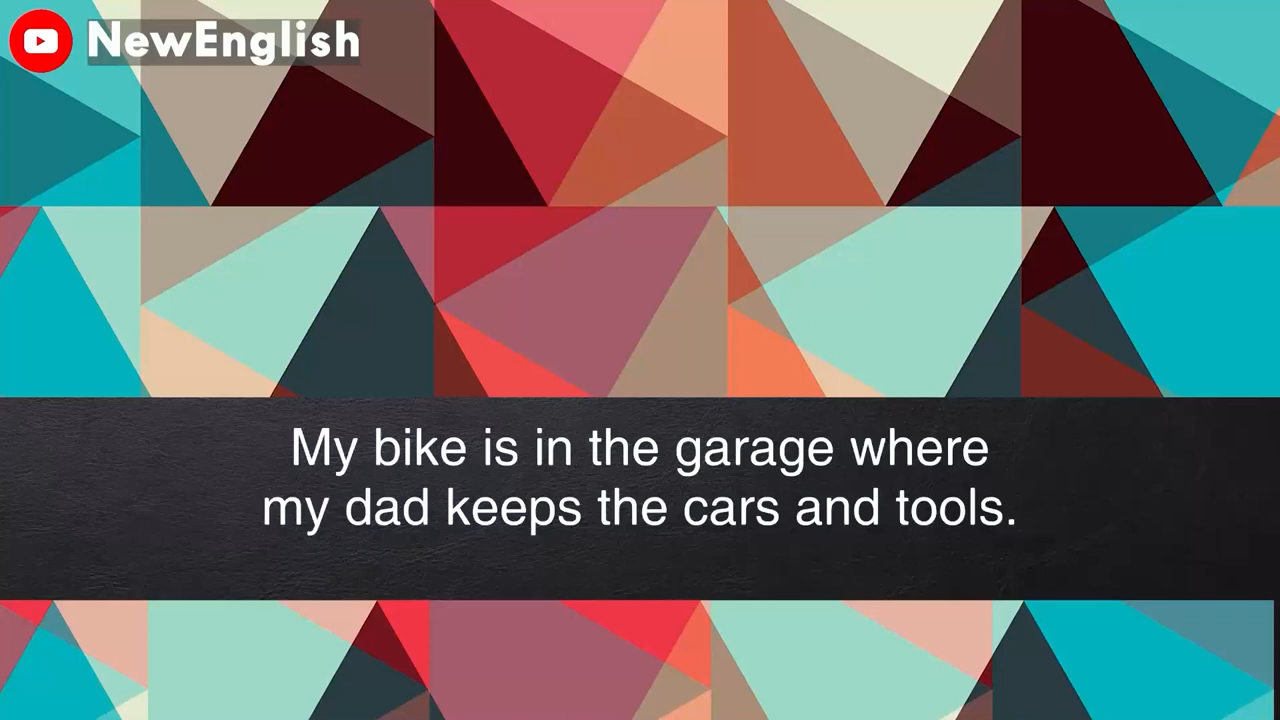 NewEnglish
My bike is in the garage where
my dad keeps the cars and tools.